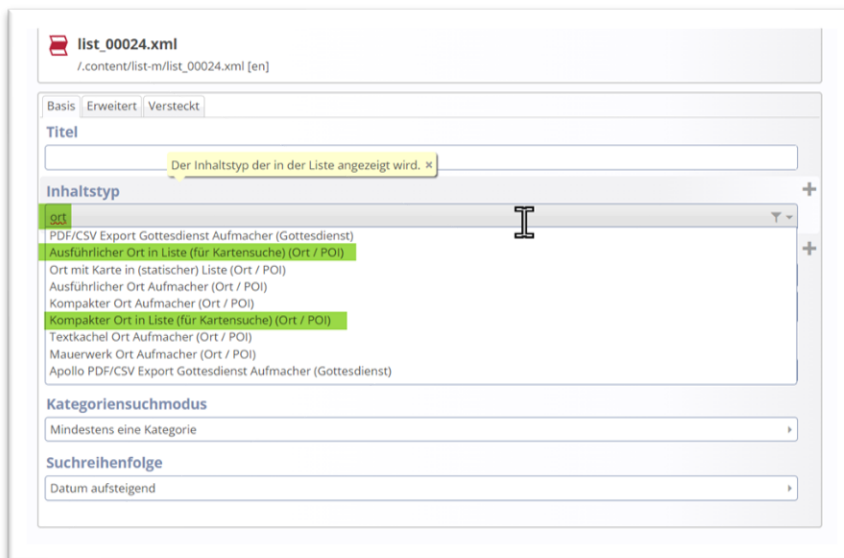 list_00024.xml
/.content/list-m/list_00024.xml [en]
Basis Erweitert Versteckt
Titel
Der Inhaltstyp der in der Liste angezeigt wird. ×
Inhaltstyp
ort
PDF/CSV Export Gottesdienst Aufmacher (Gottesdienst)
Ausführlicher Ort in Liste (für Kartensuche) (Ort / POI)
Ort mit Karte in (statischer) Liste (Ort / POI)
Ausführlicher Ort Aufmacher (Ort / POI)
Kompakter Ort Aufmacher (Ort / POI)
Kompakter Ort in Liste (für Kartensuche) (Ort / POI)
Textkachel Ort Aufmacher (Ort / POI)
Mauerwerk Ort Aufmacher (Ort / POI)
Apollo PDF/CSV Export Gottesdienst Aufmacher (Gottesdienst)
Kategoriensuchmodus
Mindestens eine Kategorie
Suchreihenfolge
Datum aufsteigend